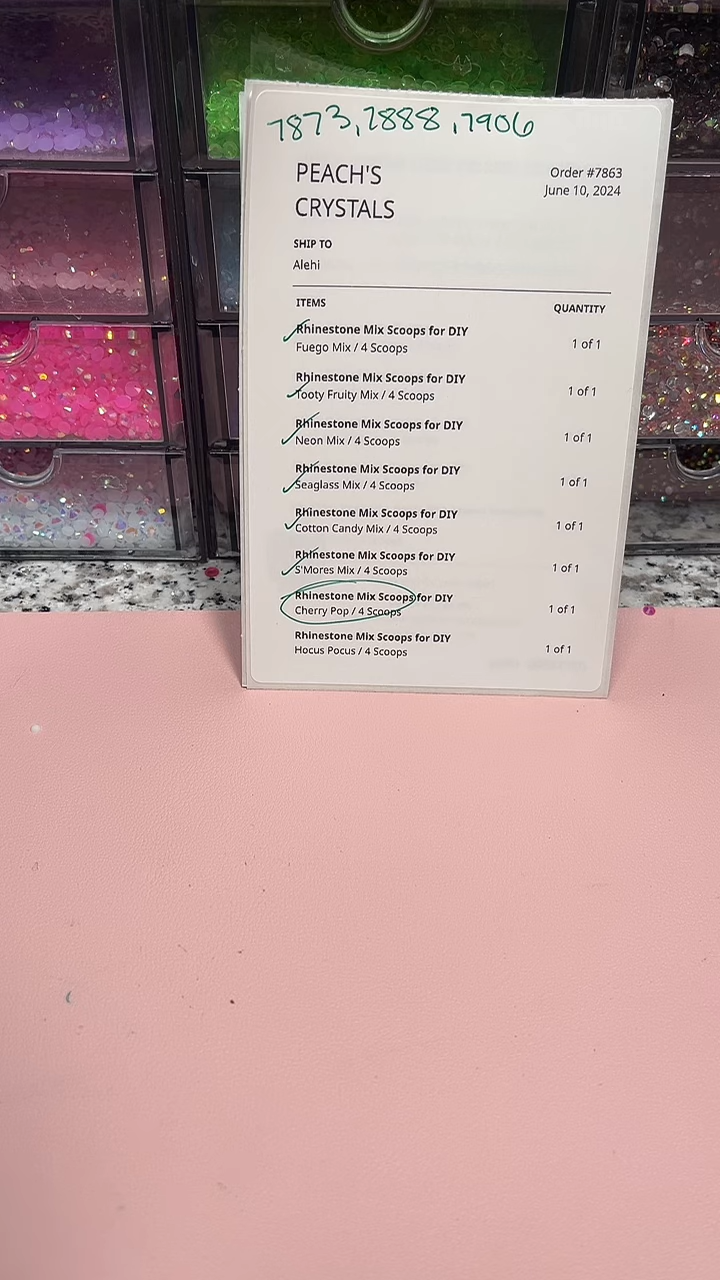 7873, 7888, 7906
PEACH'S
CRYSTALS
Order #7863
June 10, 2024
SHIP TO
Alehi
ITEMS QUANTITY
Rhinestone Mix Scoops for DIY
Fuego Mix / 4 Scoops 1 of 1
Rhinestone Mix Scoops for DIY
Tooty Fruity Mix / 4 Scoops 1 of 1
Rhinestone Mix Scoops for DIY
Neon Mix / 4 Scoops 1 of 1
Rhinestone Mix Scoops for DIY
Seaglass Mix / 4 Scoops 1 of 1
Rhinestone Mix Scoops for DIY
Cotton Candy Mix / 4 Scoops 1 of 1
Rhinestone Mix Scoops for DIY
S'Mores Mix / 4 Scoops 1 of 1
Rhinestone Mix Scoops for DIY
Cherry Pop / 4 Scoops 1 of 1
Rhinestone Mix Scoops for DIY
Hocus Pocus / 4 Scoops 1 of 1